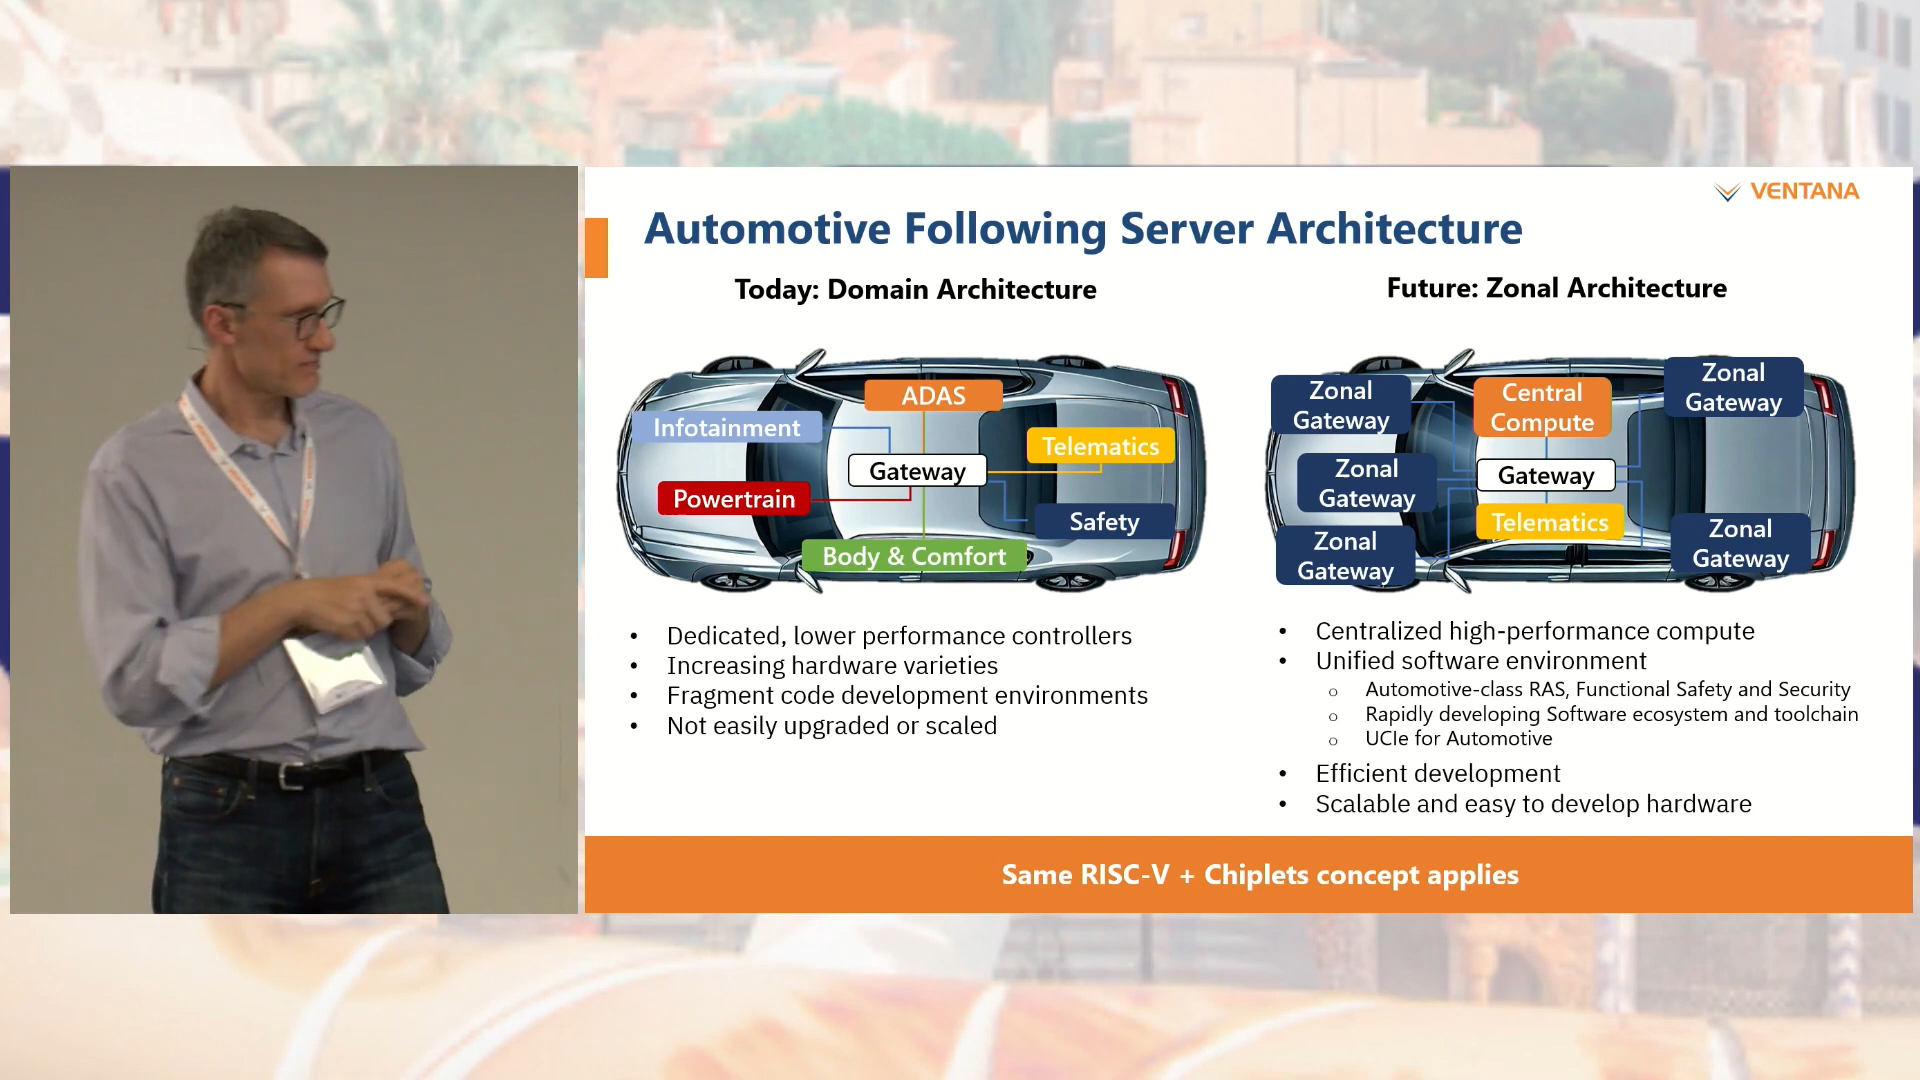 VENTANA
Automotive Following Server Architecture
Today: Domain Architecture
ADAS
Infotainment
Telematics
Gateway
Powertrain
Safety
Body & Comfort
• Dedicated, lower performance controllers
• Increasing hardware varieties
• Fragment code development environments
• Not easily upgraded or scaled
Future: Zonal Architecture
Zonal
Gateway
Central
Compute
Zonal
Gateway
Zonal
Gateway
Gateway
Telematics
Zonal
Gateway
Zonal
Gateway
• Centralized high-performance compute
• Unified software environment
o Automotive-class RAS, Functional Safety and Security
o Rapidly developing Software ecosystem and toolchain
o UCIe for Automotive
• Efficient development
• Scalable and easy to develop hardware
Same RISC-V + Chiplets concept applies